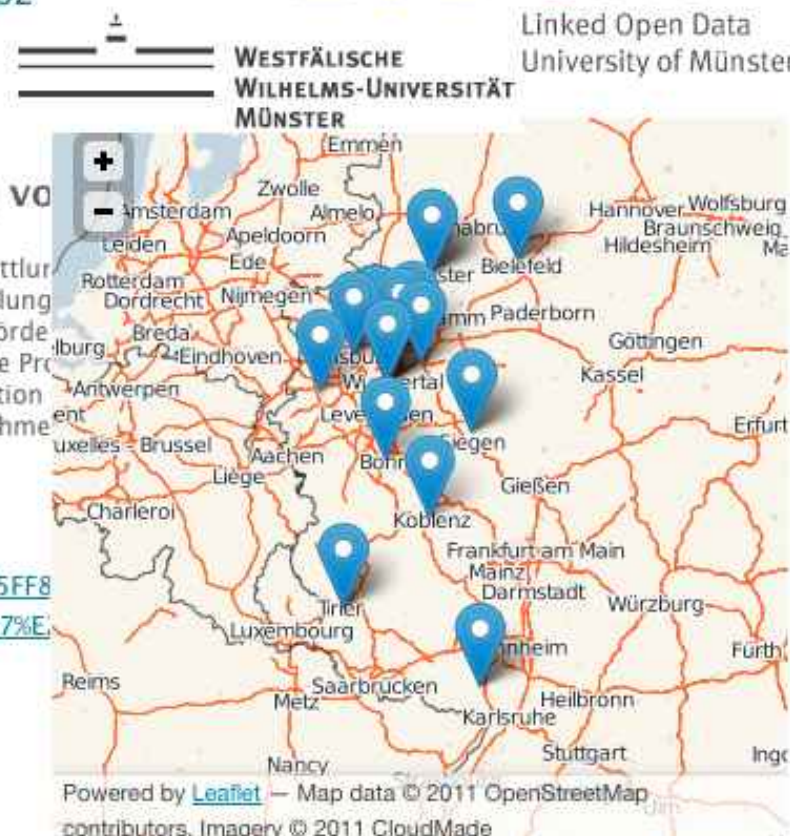 WESTFÄLISCHE
WILHELMS-UNIVERSITÄT
MÜNSTER
Linked Open Data
University of Münster
+
−
Emmen
Zwolle
Amsterdam
Almelo
Hannover
Wolfsburg
Leiden
Apeldoorn
Braunschweig
Hildesheim
Ede
Bielefeld
Rotterdam
Dordrecht
Nijmegen
Paderborn
Breda
Eindhoven
Göttingen
Kassel
Antwerpen
Erfurt
Brussel
Aachen
Siegen
Liège
Gießen
Charleroi
Koblenz
Frankfurt am Main
Mainz
Darmstadt
Würzburg
Trier
Luxembourg
Fürth
Reims
Saarbrücken
Metz
Heilbronn
Karlsruhe
Stuttgart
Nancy
Powered by Leaflet — Map data © 2011 OpenStreetMap
contributors, Imagery © 2011 CloudMade